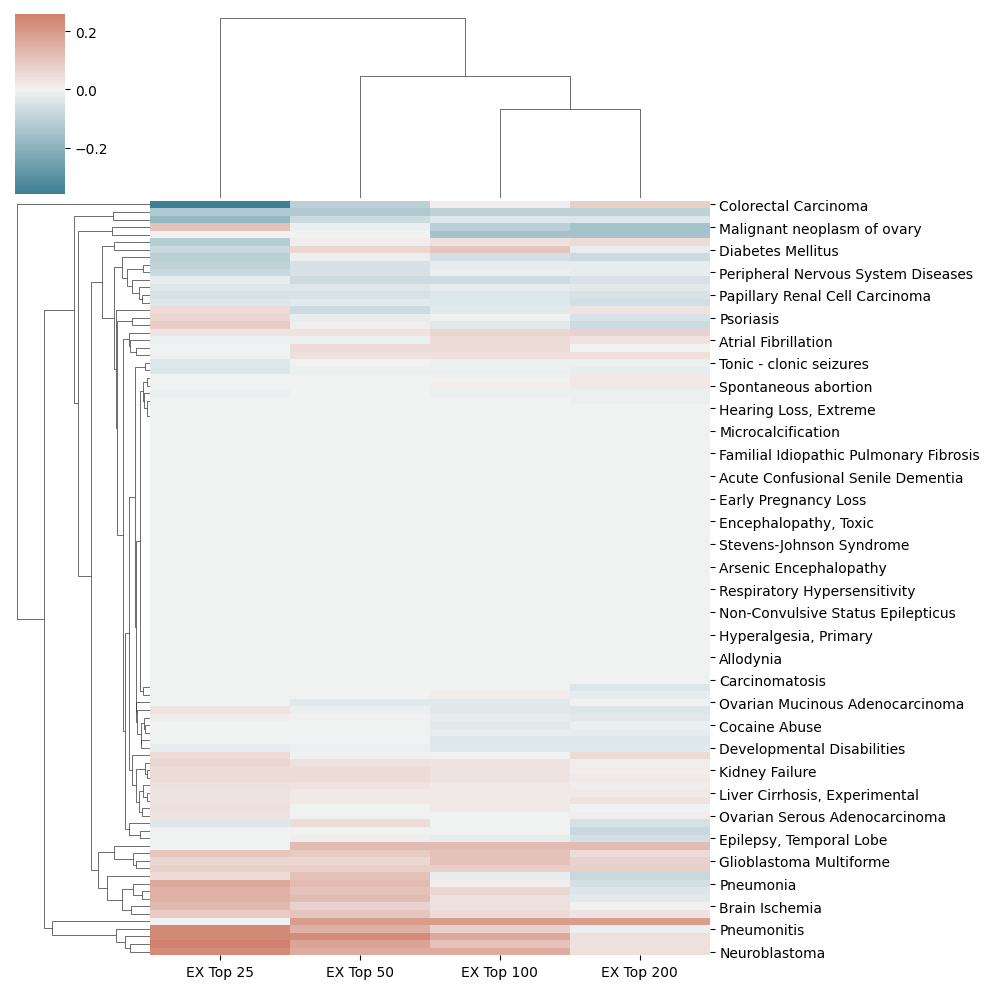 0.2
0.0
−0.2
Colorectal Carcinoma
Malignant neoplasm of ovary
Diabetes Mellitus
Peripheral Nervous System Diseases
Papillary Renal Cell Carcinoma
Psoriasis
Atrial Fibrillation
Tonic - clonic seizures
Spontaneous abortion
Hearing Loss, Extreme
Microcalcification
Familial Idiopathic Pulmonary Fibrosis
Acute Confusional Senile Dementia
Early Pregnancy Loss
Encephalopathy, Toxic
Stevens-Johnson Syndrome
Arsenic Encephalopathy
Respiratory Hypersensitivity
Non-Convulsive Status Epilepticus
Hyperalgesia, Primary
Allodynia
Carcinomatosis
Ovarian Mucinous Adenocarcinoma
Cocaine Abuse
Developmental Disabilities
Kidney Failure
Liver Cirrhosis, Experimental
Ovarian Serous Adenocarcinoma
Epilepsy, Temporal Lobe
Glioblastoma Multiforme
Pneumonia
Brain Ischemia
Pneumonitis
Neuroblastoma
EX Top 25 EX Top 50 EX Top 100 EX Top 200